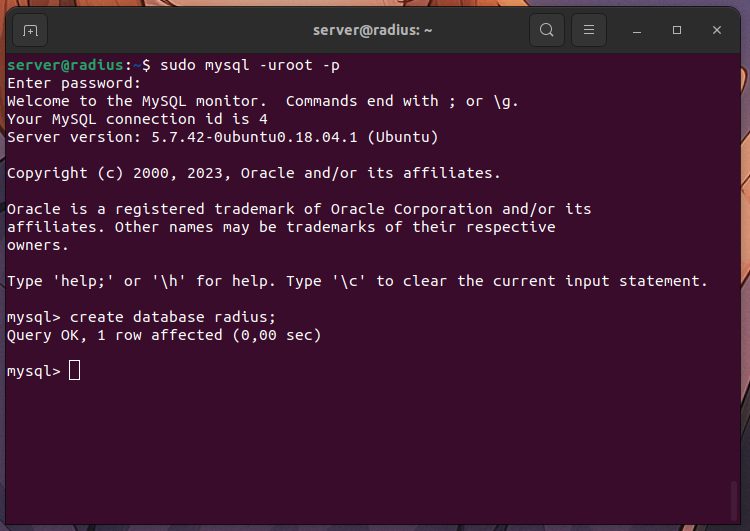 server@radius: ~
server@radius:~$ sudo mysql -uroot -p
Enter password:
Welcome to the MySQL monitor.  Commands end with ; or \g.
Your MySQL connection id is 4
Server version: 5.7.42-0ubuntu0.18.04.1 (Ubuntu)
Copyright (c) 2000, 2023, Oracle and/or its affiliates.
Oracle is a registered trademark of Oracle Corporation and/or its
affiliates. Other names may be trademarks of their respective
owners.
Type 'help;' or '\h' for help. Type '\c' to clear the current input statement.
mysql> create database radius;
Query OK, 1 row affected (0,00 sec)
mysql>